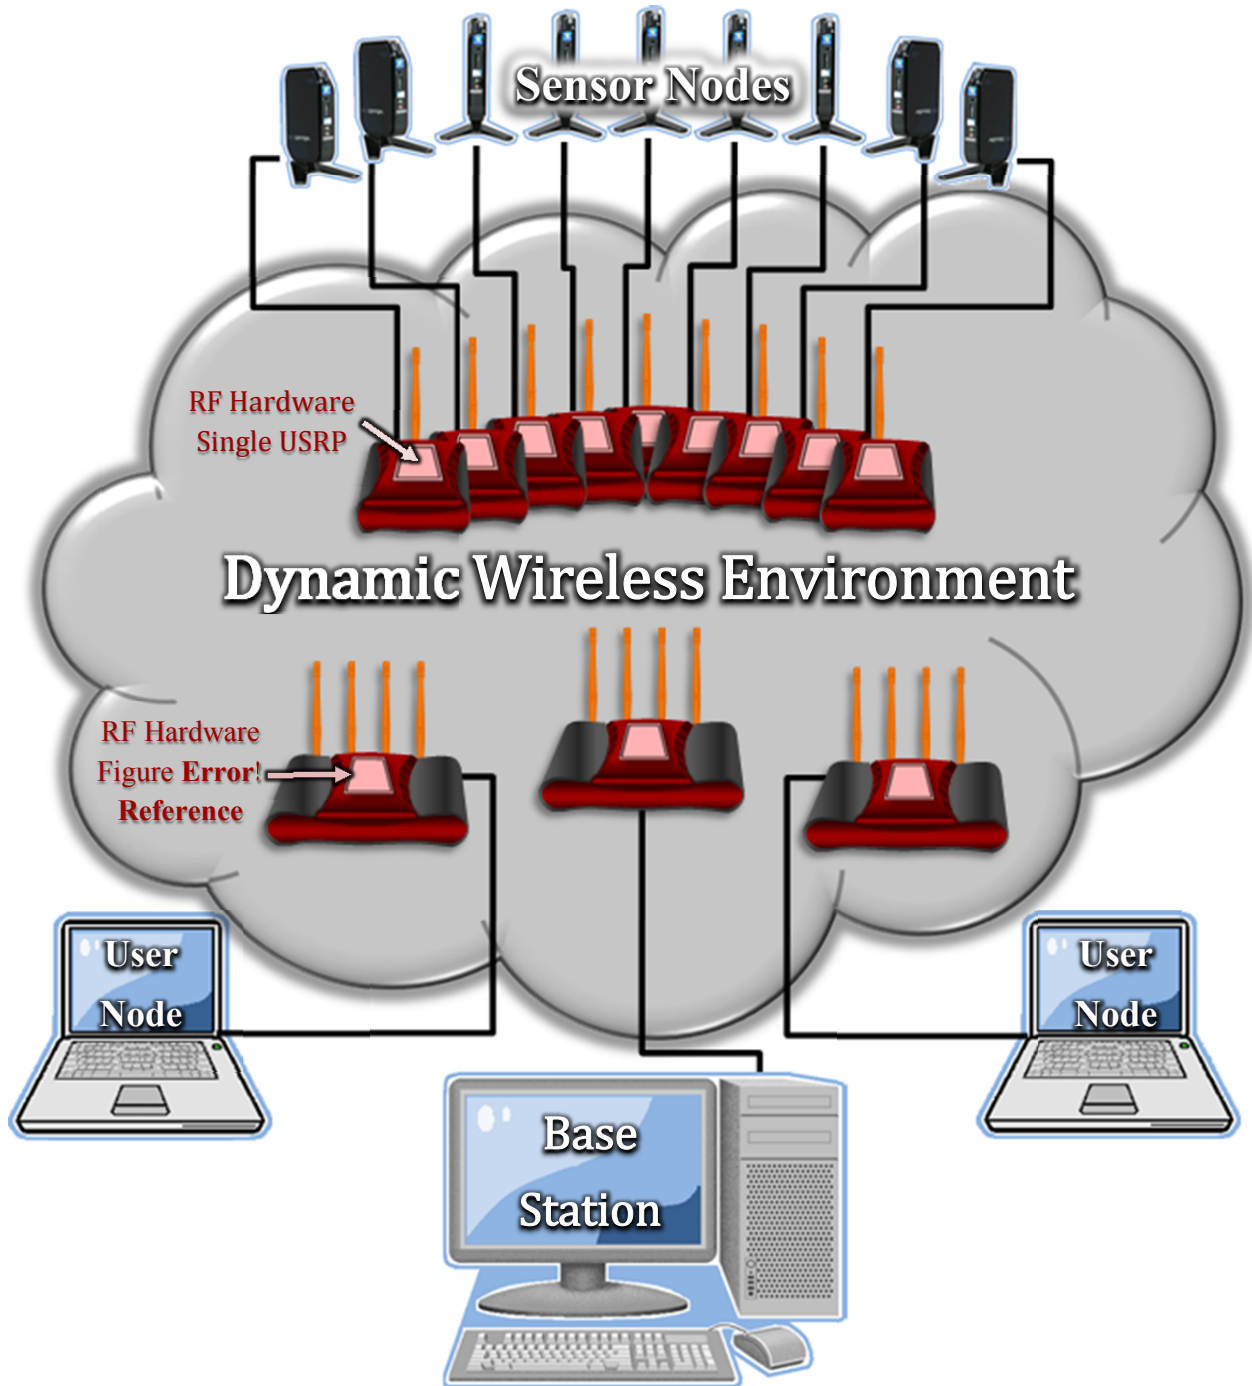 Sensor Nodes
RF Hardware
Single USRP
Dynamic Wireless Environment
RF Hardware
Figure Error!
Reference
User
Node
User
Node
Base
Station